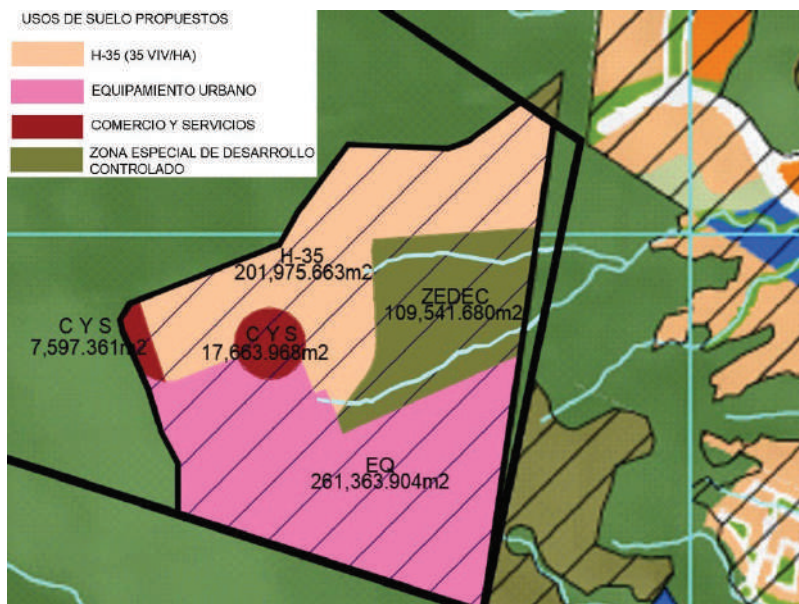 USOS DE SUELO PROPUESTOS
H-35 (35 VIV/HA)
EQUIPAMIENTO URBANO
COMERCIO Y SERVICIOS
ZONA ESPECIAL DE DESARROLLO
CONTROLADO
H-35
201,975.663m2
ZEDEC
109,541.680m2
C Y S
7,597.361m2
C Y S
17,663.968m2
EQ
261,363.904m2